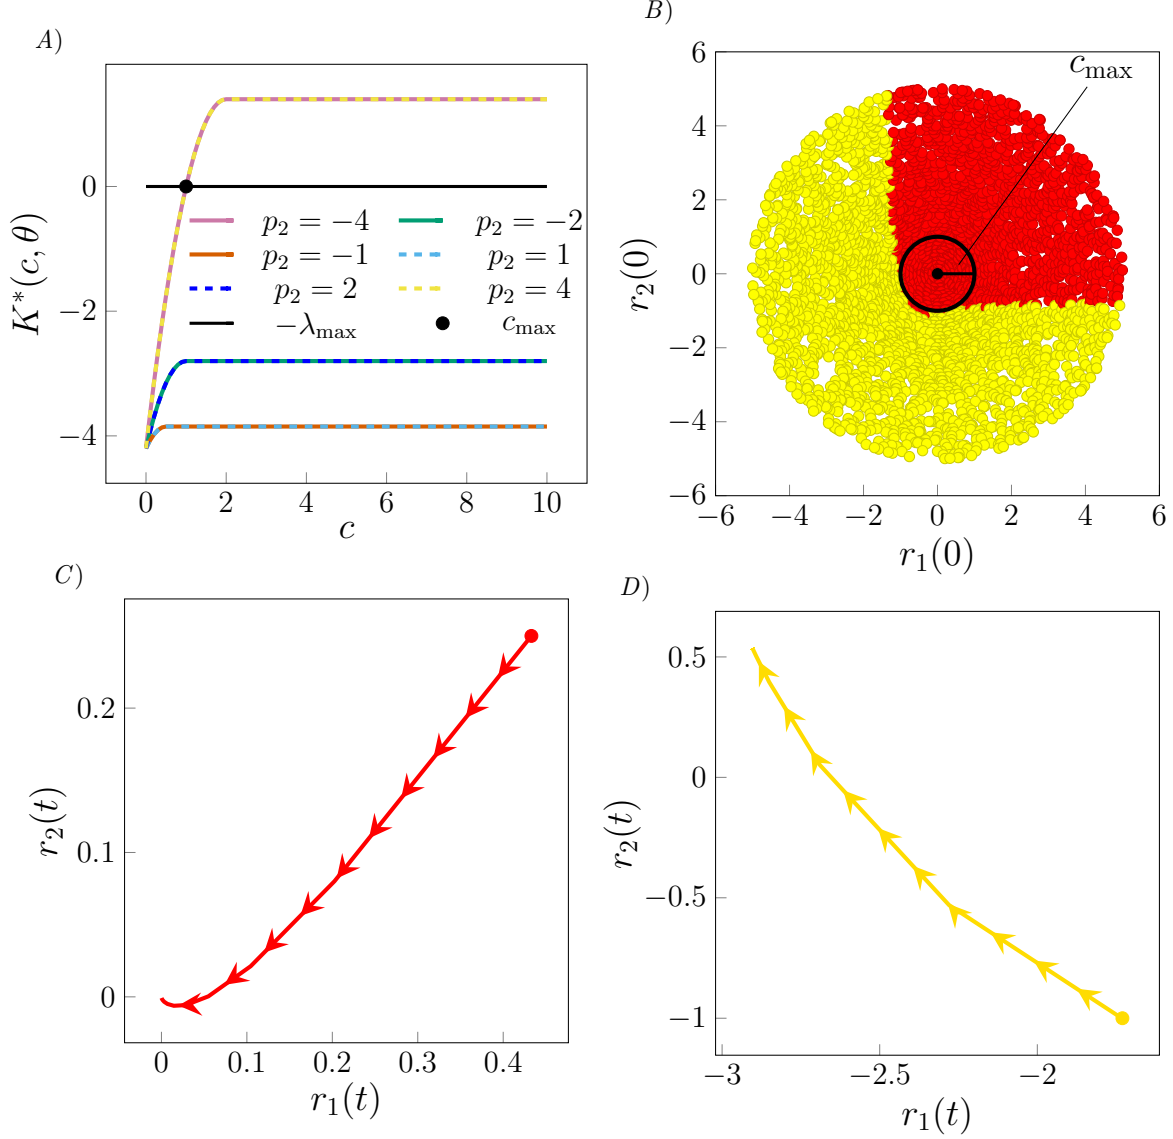 A)
0
−2
−4
K*(c, θ)
p₂ = −4
p₂ = −2
p₂ = −1
p₂ = 1
p₂ = 2
p₂ = 4
−λmax
cmax
0 2 4 6 8 10
c
B)
cmax
6
4
2
0
−2
−4
−6
r₂(0)
−6 −4 −2 0 2 4 6
r₁(0)
C)
0.2
0.1
0
r₂(t)
0 0.1 0.2 0.3 0.4
r₁(t)
D)
0.5
0
−0.5
−1
r₂(t)
−3 −2.5 −2
r₁(t)